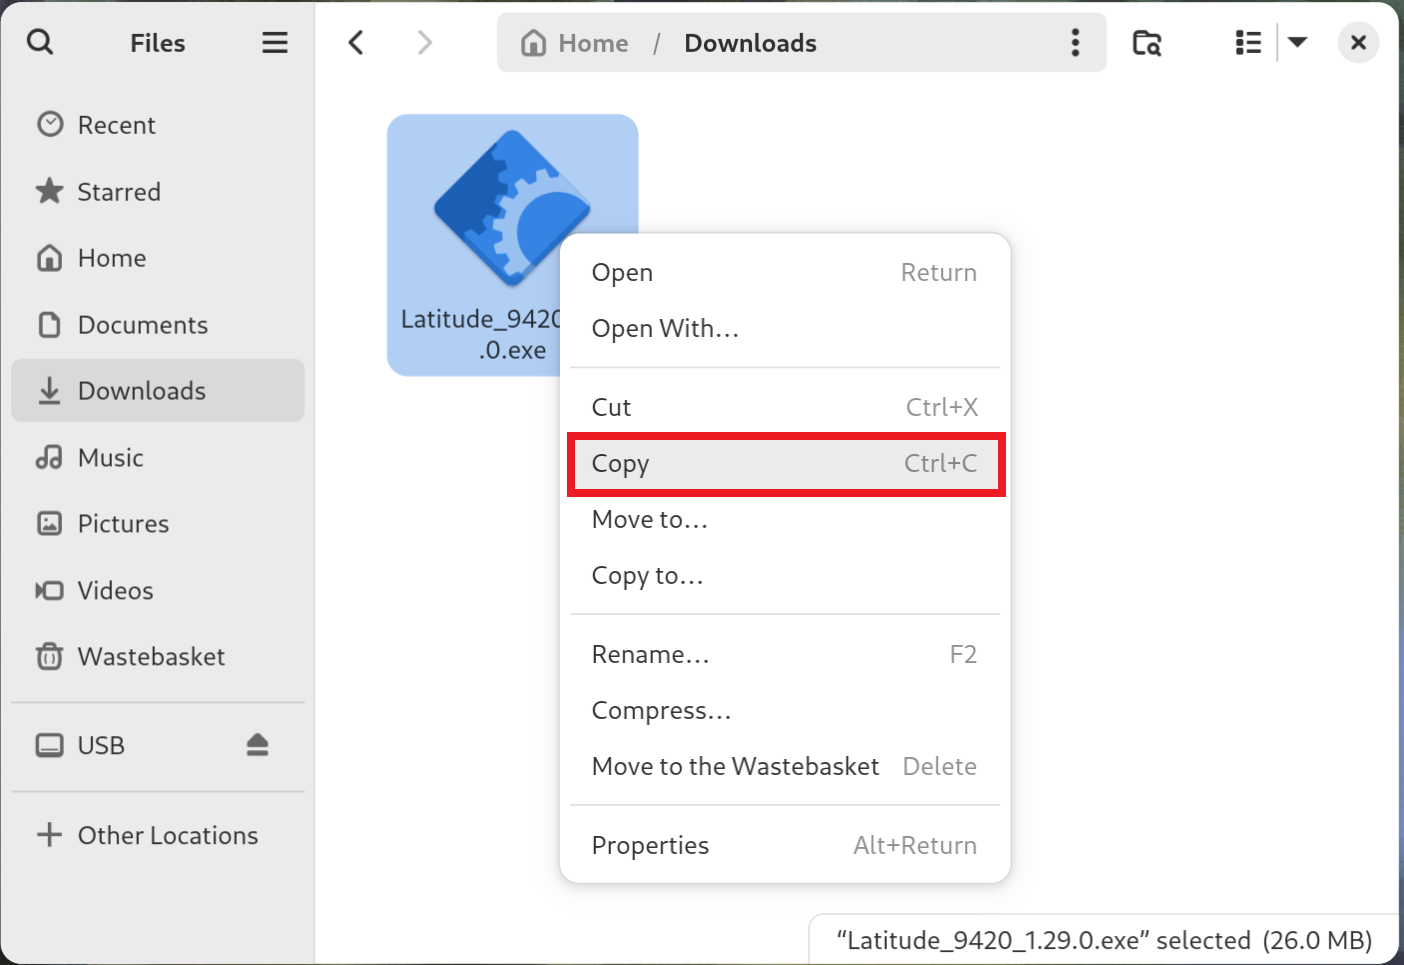 Files
Home / Downloads
Recent
Starred
Home
Documents
Downloads
Music
Pictures
Videos
Wastebasket
USB
Other Locations
Latitude_9420
.0.exe
Open Return
Open With…
Cut Ctrl+X
Copy Ctrl+C
Move to…
Copy to…
Rename… F2
Compress…
Move to the Wastebasket Delete
Properties Alt+Return
“Latitude_9420_1.29.0.exe” selected (26.0 MB)